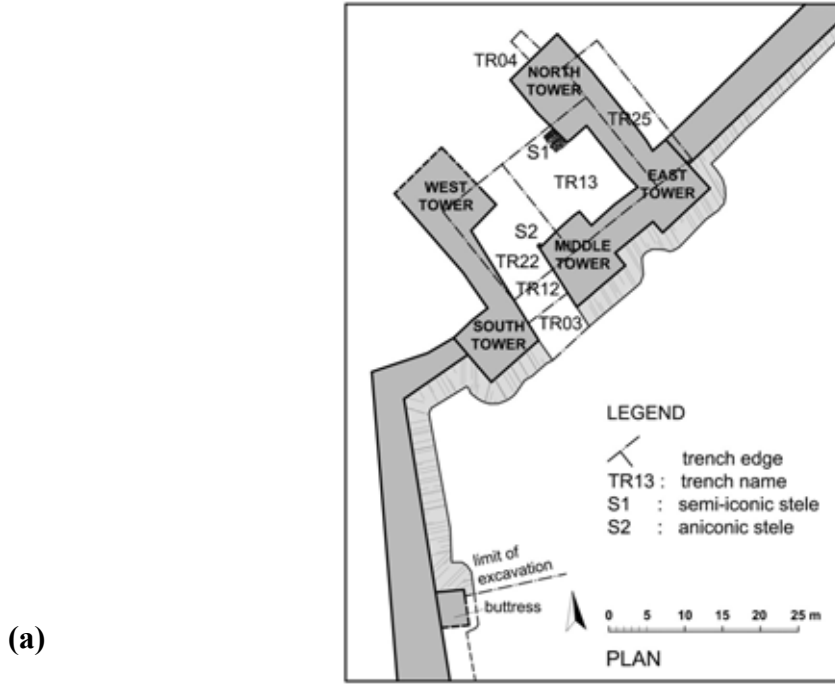 TR04
NORTH
TOWER
TR25
S1
WEST
TOWER
TR13
EAST
TOWER
S2
MIDDLE
TOWER
TR22
TR12
SOUTH
TOWER
TR03
LEGEND
trench edge
TR13 : trench name
S1 : semi-iconic stele
S2 : aniconic stele
limit of
excavation
buttress
0 5 10 15 20 25 m
PLAN
(a)